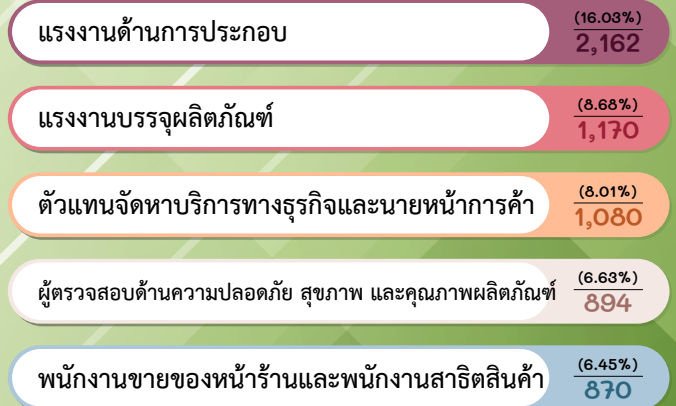 แรงงานด้านการประกอบ
(16.03%)
2,162
แรงงานบรรจุผลิตภัณฑ์
(8.68%)
1,170
ตัวแทนจัดหาบริการทางธุรกิจและนายหน้าการค้า
(8.01%)
1,080
ผู้ตรวจสอบด้านความปลอดภัย สุขภาพ และคุณภาพผลิตภัณฑ์
(6.63%)
894
พนักงานขายของหน้าร้านและพนักงานสาธิตสินค้า
(6.45%)
870